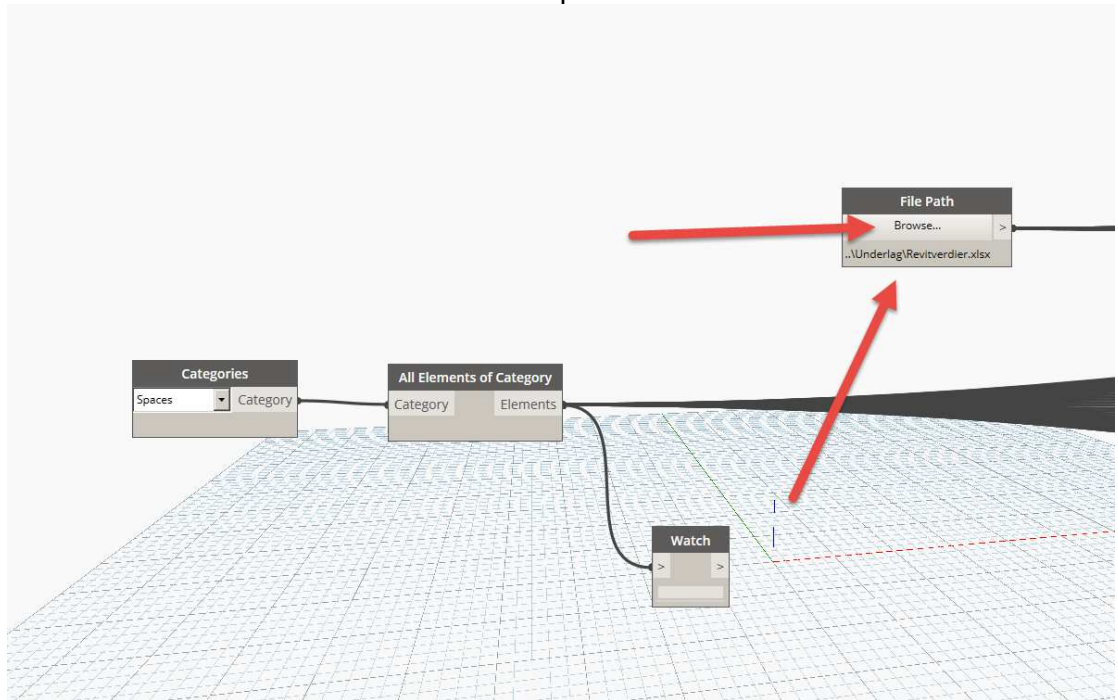 File Path
Browse... >
..\Underlag\Revitverdier.xlsx
Categories
Spaces Category
All Elements of Category
Category Elements
Watch
> >